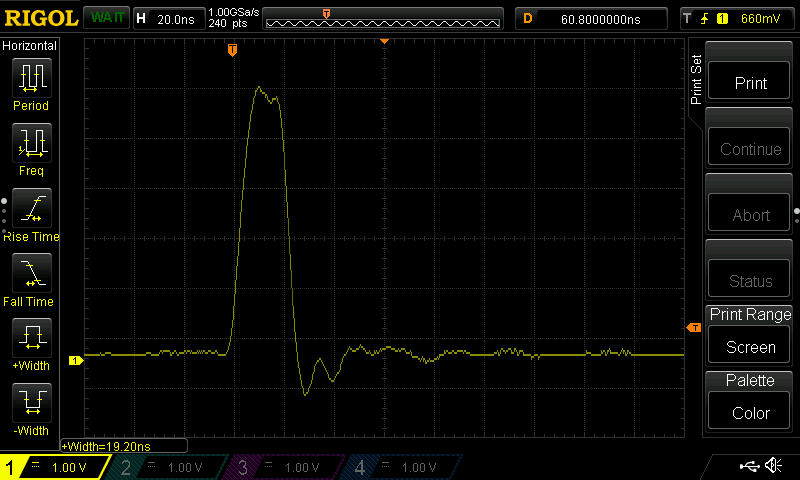 RIGOL WAIT H 20.0ns 1.00GSa/s D 60.8000000ns T 1 660mV
240 pts
Horizontal
Period
Freq
Rise Time
Fall Time
+Width
-Width
T
T
1
T
Print Set
Print
Continue
Abort
Status
Print Range
Screen
Palette
Color
+Width=19.20ns
1 = 1.00 V 2 = 1.00 V 3 = 1.00 V 4 = 1.00 V